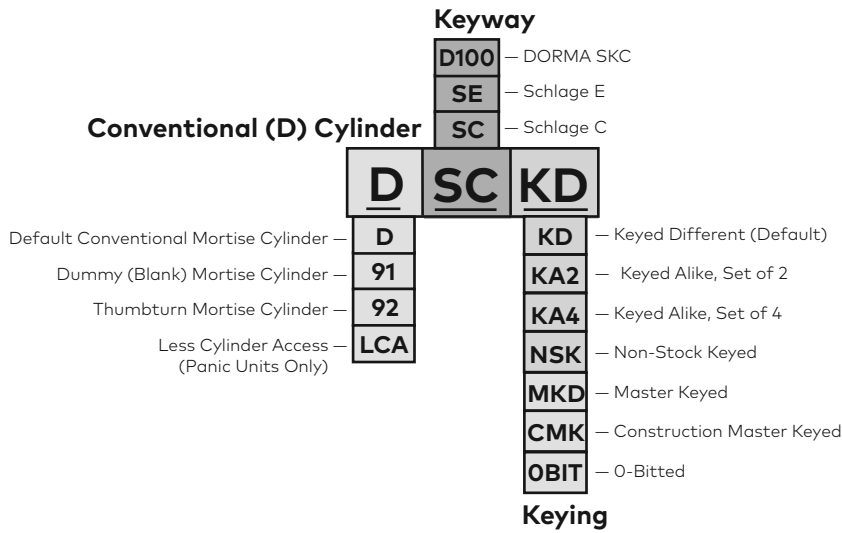 Keyway
D100 — DORMA SKC
SE — Schlage E
SC — Schlage C
Conventional (D) Cylinder
D SC KD
Default Conventional Mortise Cylinder — D
Dummy (Blank) Mortise Cylinder — 91
Thumbturn Mortise Cylinder — 92
Less Cylinder Access — LCA
(Panic Units Only)
KD — Keyed Different (Default)
KA2 — Keyed Alike, Set of 2
KA4 — Keyed Alike, Set of 4
NSK — Non-Stock Keyed
MKD — Master Keyed
CMK — Construction Master Keyed
0BIT — 0-Bitted
Keying